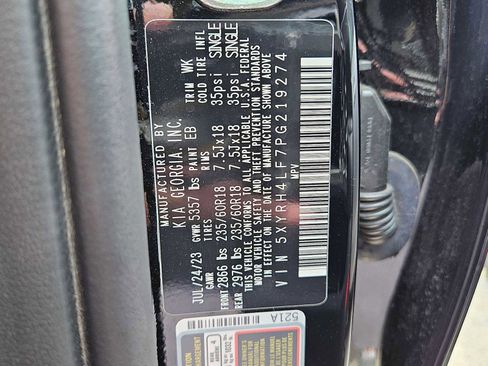 MANUFACTURED BY
KIA GEORGIA, INC.
JUL/24/23 GVWR 5357 lbs PAINT EB TRIM WK
GAWR TIRES RIMS COLD TIRE INFL
FRONT 2866 lbs 235/60R18 7.5Jx18 35psi SINGLE
REAR 2976 lbs 235/60R18 7.5Jx18 35psi SINGLE
THIS VEHICLE CONFORMS TO ALL APPLICABLE U.S.A. FEDERAL
MOTOR VEHICLE SAFETY AND THEFT PREVENTION STANDARDS
IN EFFECT ON THE DATE OF MANUFACTURE SHOWN ABOVE
MPV
VIN 5XYRH4LF7PG219274
521A